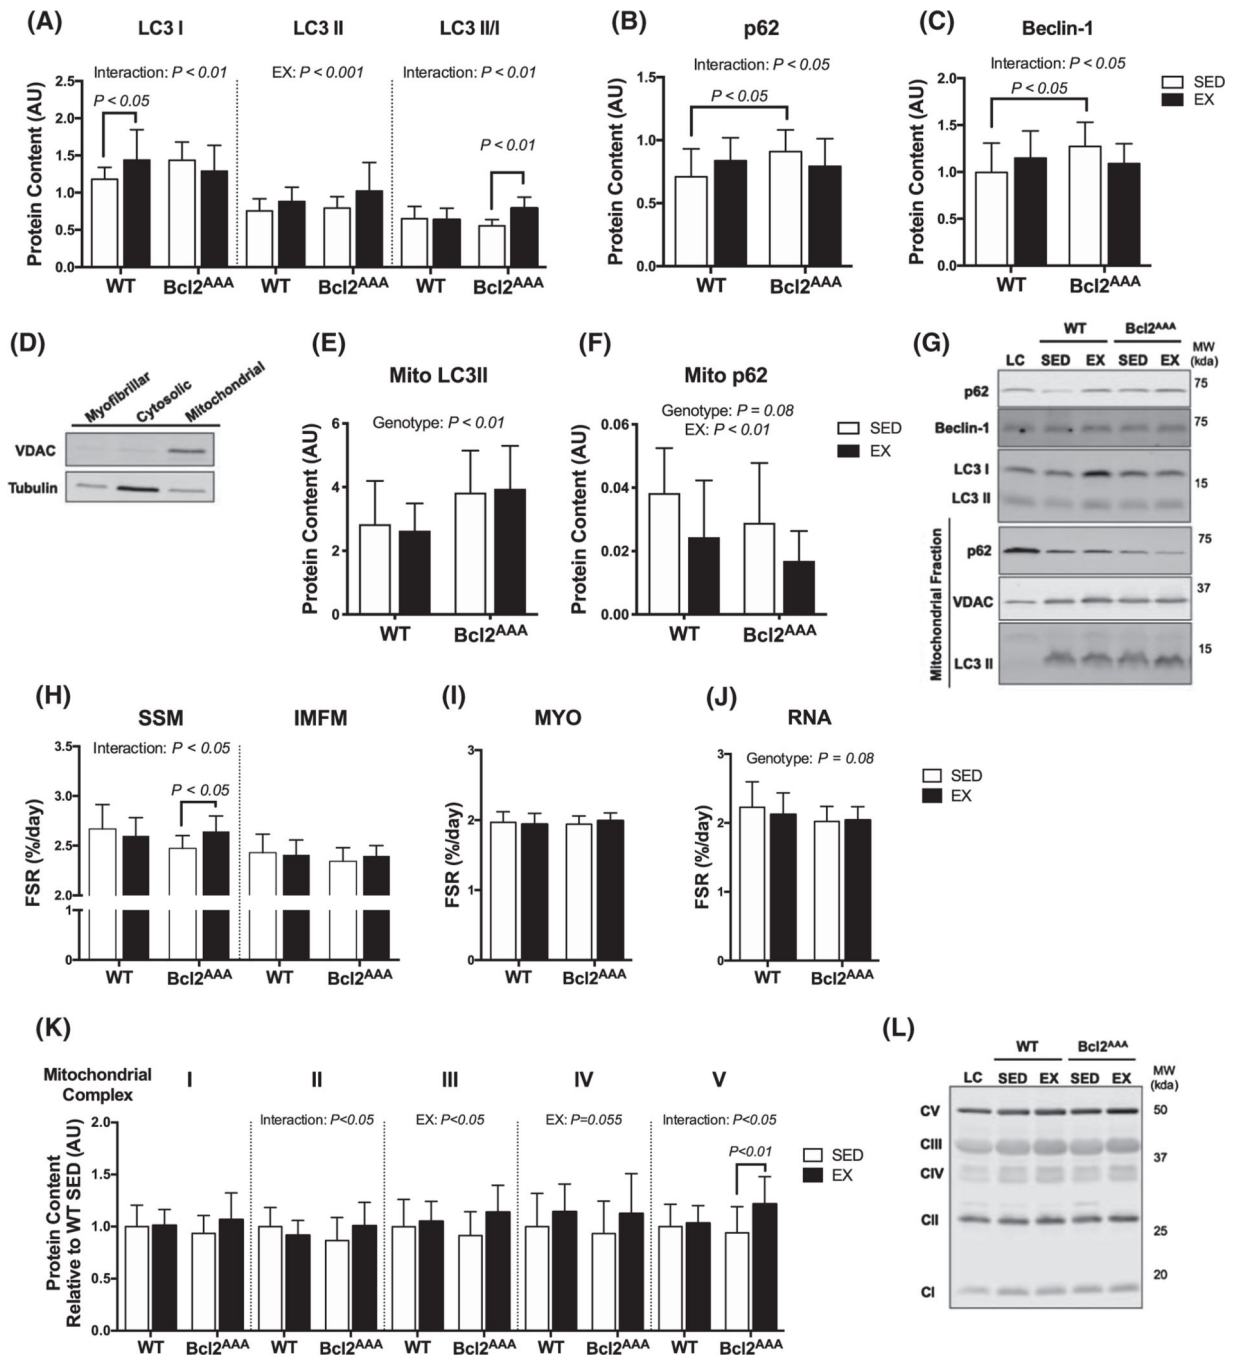 (A)
LC3 I LC3 II LC3 II/I
Interaction: P < 0.01 EX: P < 0.001 Interaction: P < 0.01
P < 0.05
P < 0.01
Protein Content (AU)
2.5
2.0
1.5
1.0
0.5
0.0
WT Bcl2AAA WT Bcl2AAA WT Bcl2AAA
(B)
p62
Interaction: P < 0.05
P < 0.05
Protein Content (AU)
1.5
1.0
0.5
0.0
WT Bcl2AAA
(C)
Beclin-1
Interaction: P < 0.05
P < 0.05
Protein Content (AU)
2.0
1.5
1.0
0.5
0.0
WT Bcl2AAA
SED
EX
(D)
Myofibrillar Cytosolic Mitochondrial
VDAC
Tubulin
(E)
Mito LC3II
Genotype: P < 0.01
Protein Content (AU)
6
4
2
0
WT Bcl2AAA
(F)
Mito p62
Genotype: P = 0.08
EX: P < 0.01
Protein Content (AU)
0.06
0.04
0.02
0.00
WT Bcl2AAA
SED
EX
(G)
WT Bcl2AAA
LC SED EX SED EX
MW
(kda)
p62 75
Beclin-1 75
LC3 I
15
LC3 II
Mitochondrial Fraction
p62 75
VDAC 37
LC3 II 15
(H)
SSM IMFM
Interaction: P < 0.05
P < 0.05
FSR (%/day)
3.5
3.0
2.5
2.0
1
0
WT Bcl2AAA WT Bcl2AAA
(I)
MYO
FSR (%/day)
3
2
1
0
WT Bcl2AAA
(J)
RNA
Genotype: P = 0.08
FSR (%/day)
3
2
1
0
WT Bcl2AAA
SED
EX
(K)
Mitochondrial
Complex
I II III IV V
Interaction: P<0.05 EX: P<0.05 EX: P=0.055 Interaction: P<0.05
P<0.01
Protein Content
Relative to WT SED (AU)
2.0
1.5
1.0
0.5
0.0
WT Bcl2AAA WT Bcl2AAA WT Bcl2AAA WT Bcl2AAA WT Bcl2AAA
SED
EX
(L)
WT Bcl2AAA
LC SED EX SED EX
MW
(kda)
CV 50
CIII
37
CIV
CII
25
20
CI